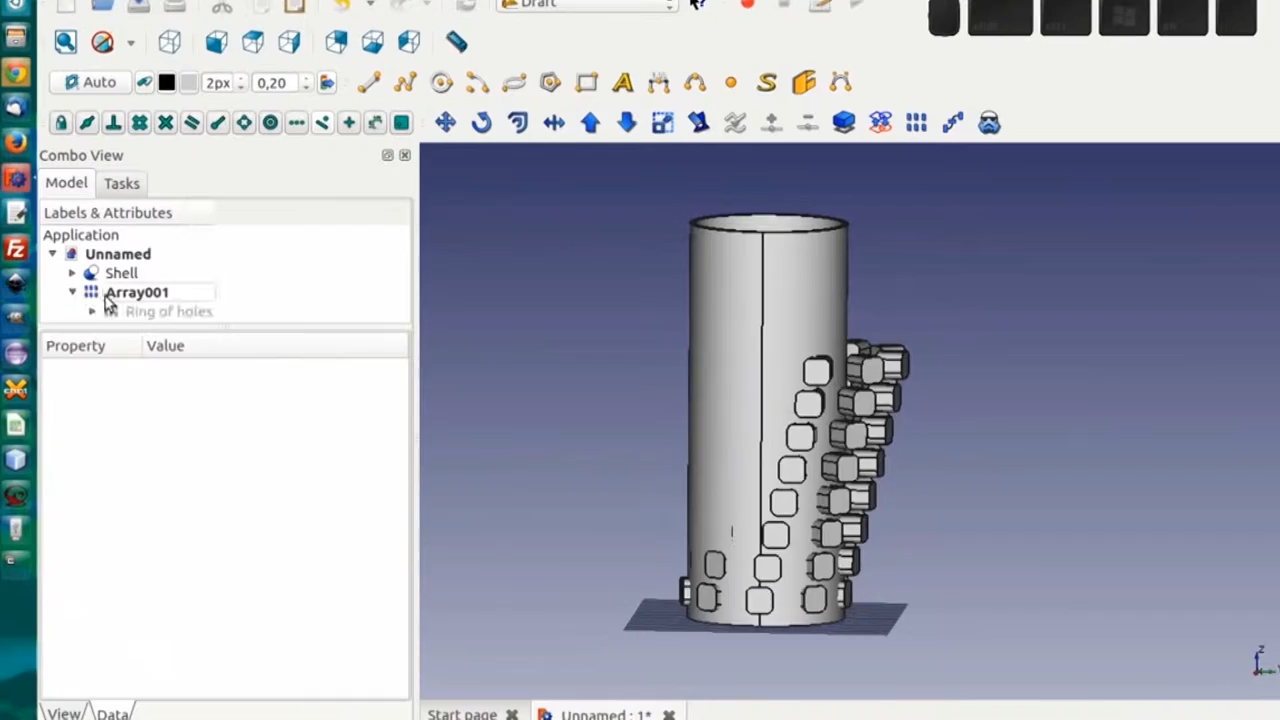 Draft
Auto
2px
0,20
Combo View
Model
Tasks
Labels & Attributes
Application
Unnamed
Shell
Array001
Ring of holes
Property
Value
View
Data
Start page
Unnamed : 1*
Z